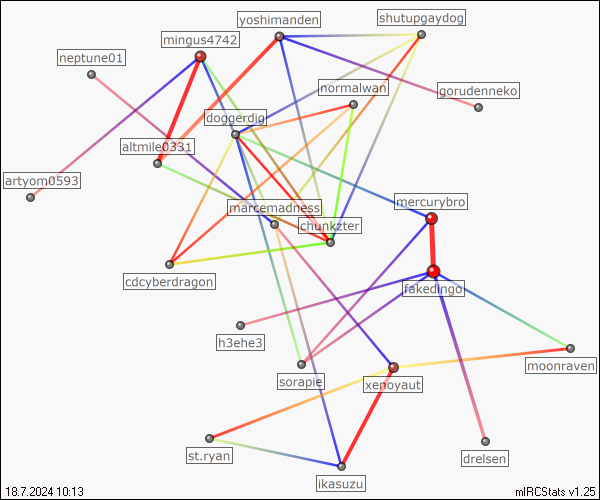 shutupgaydog
yoshimanden
mingus4742
neptune01
normalwan
gorudenneko
doggerdig
altmile0331
artyom0593
mercurybro
marcemadness
chunkzter
cdcyberdragon
fakedingo
h3ehe3
moonraven
sorapie
xenoyaut
st.ryan
drelsen
ikasuzu
18.7.2024 10:13
mIRCStats v1.25